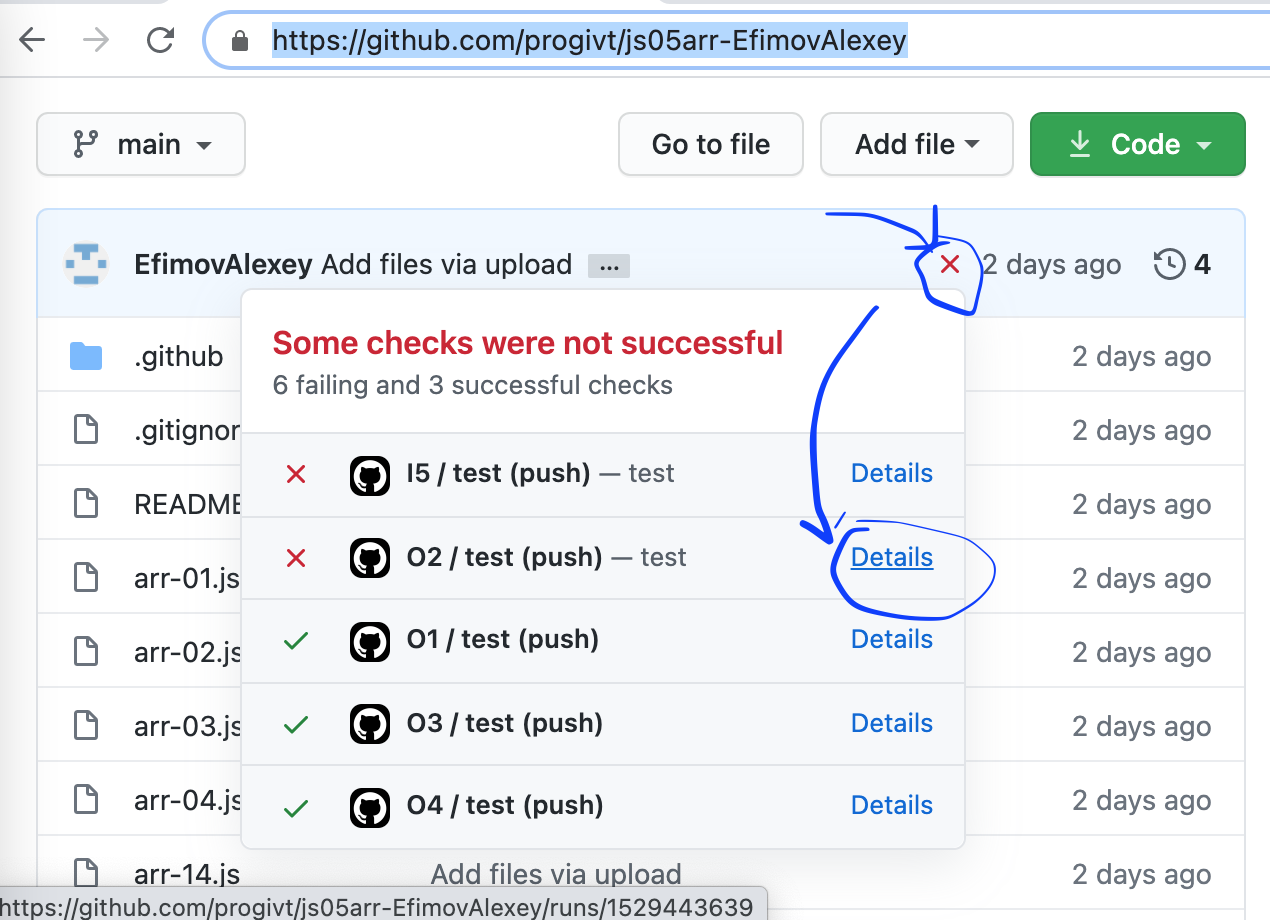 https://github.com/progivt/js05arr-EfimovAlexey
main Go to file Add file Code
EfimovAlexey Add files via upload ... 2 days ago 4
Some checks were not successful
6 failing and 3 successful checks
.github 2 days ago
.gitignor 2 days ago
I5 / test (push) — test Details
README 2 days ago
O2 / test (push) — test Details
arr-01.js 2 days ago
O1 / test (push) Details
arr-02.js 2 days ago
O3 / test (push) Details
arr-03.js 2 days ago
O4 / test (push) Details
arr-04.js 2 days ago
arr-14.js Add files via upload 2 days ago
https://github.com/progivt/js05arr-EfimovAlexey/runs/1529443639